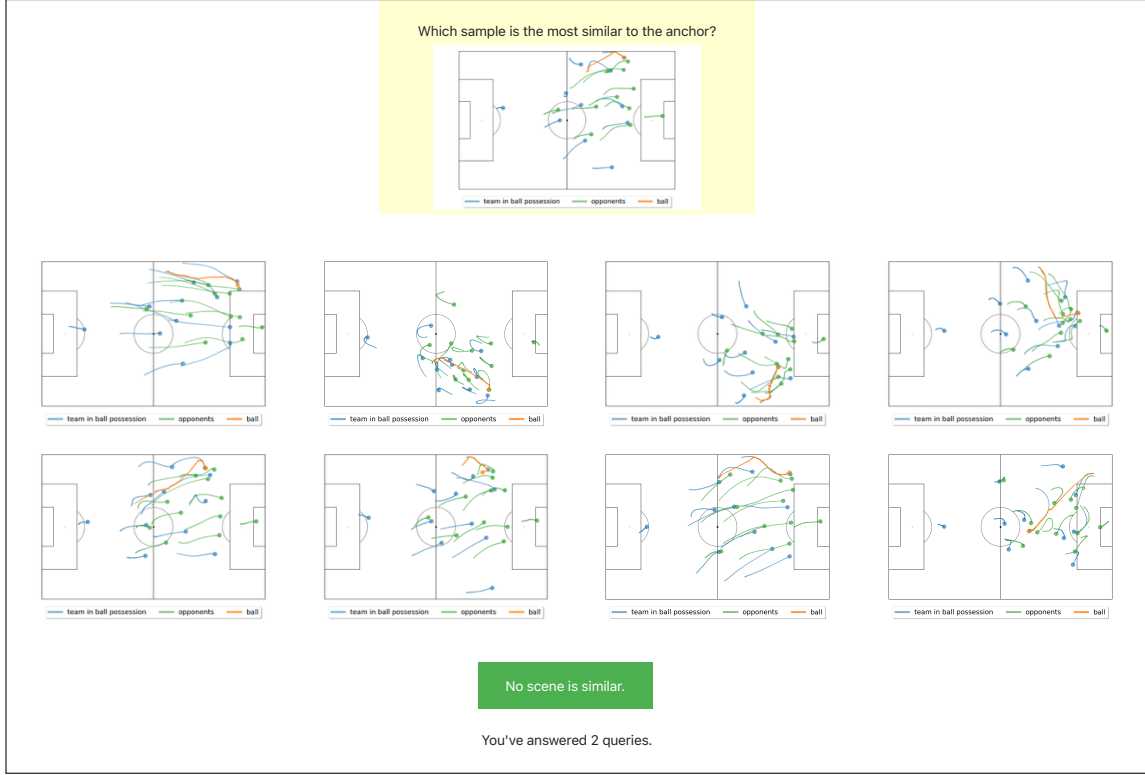 Which sample is the most similar to the anchor?
team in ball possession opponents ball
team in ball possession opponents ball
team in ball possession opponents ball
team in ball possession opponents ball
team in ball possession opponents ball
team in ball possession opponents ball
team in ball possession opponents ball
team in ball possession opponents ball
team in ball possession opponents ball
No scene is similar.
You've answered 2 queries.